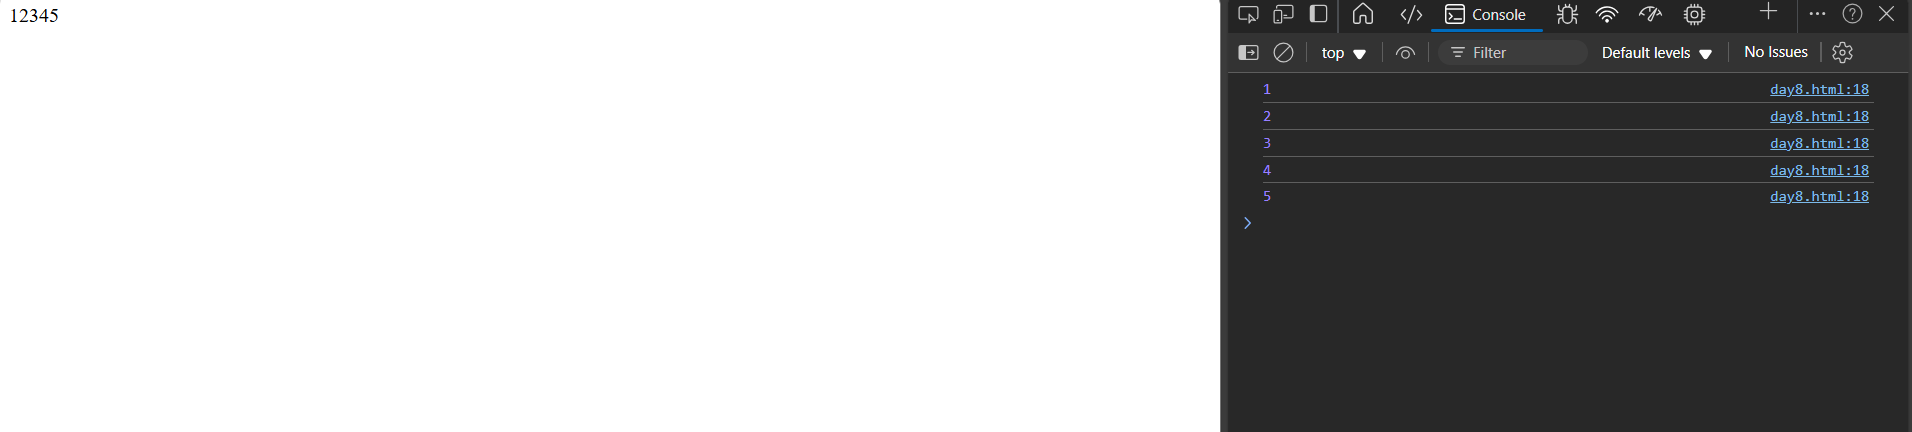 12345
Console
top Filter Default levels No Issues
1 day8.html:18
2 day8.html:18
3 day8.html:18
4 day8.html:18
5 day8.html:18